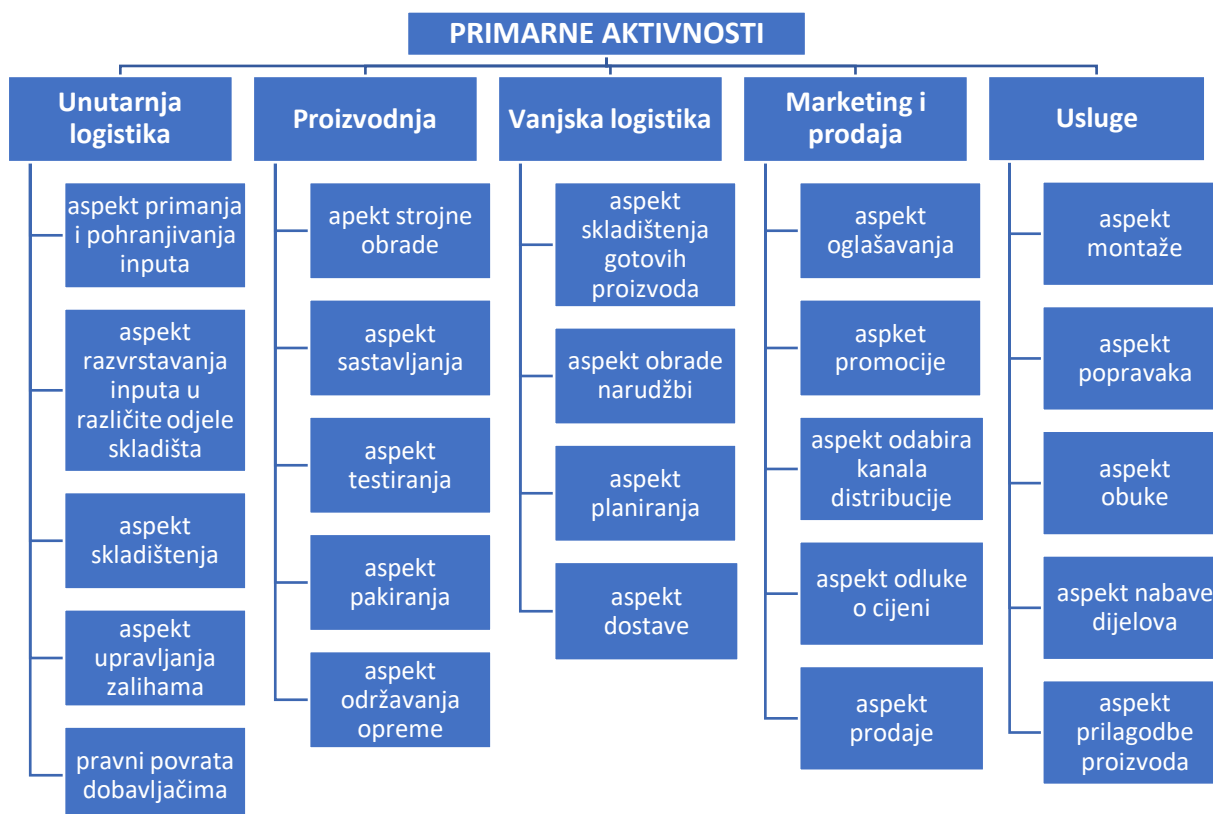 PRIMARNE AKTIVNOSTI
Unutarnja
logistika
aspekt primanja
i pohranjivanja
inputa
aspekt
razvrstavanja
inputa u
različite odjele
skladišta
aspekt
skladištenja
aspekt
upravljanja
zalihama
pravni povrata
dobavljačima
Proizvodnja
apekt strojne
obrade
aspekt
sastavljanja
aspekt
testiranja
aspekt
pakiranja
aspekt
održavanja
opreme
Vanjska logistika
aspekt
skladištenja
gotovih
proizvoda
aspekt obrade
narudžbi
aspekt
planiranja
aspekt
dostave
Marketing i
prodaja
aspekt
oglašavanja
aspket
promocije
aspekt odabira
kanala
distribucije
aspekt odluke
o cijeni
aspekt
prodaje
Usluge
aspekt
montaže
aspekt
popravaka
aspekt
obuke
aspekt nabave
dijelova
aspekt
prilagodbe
proizvoda